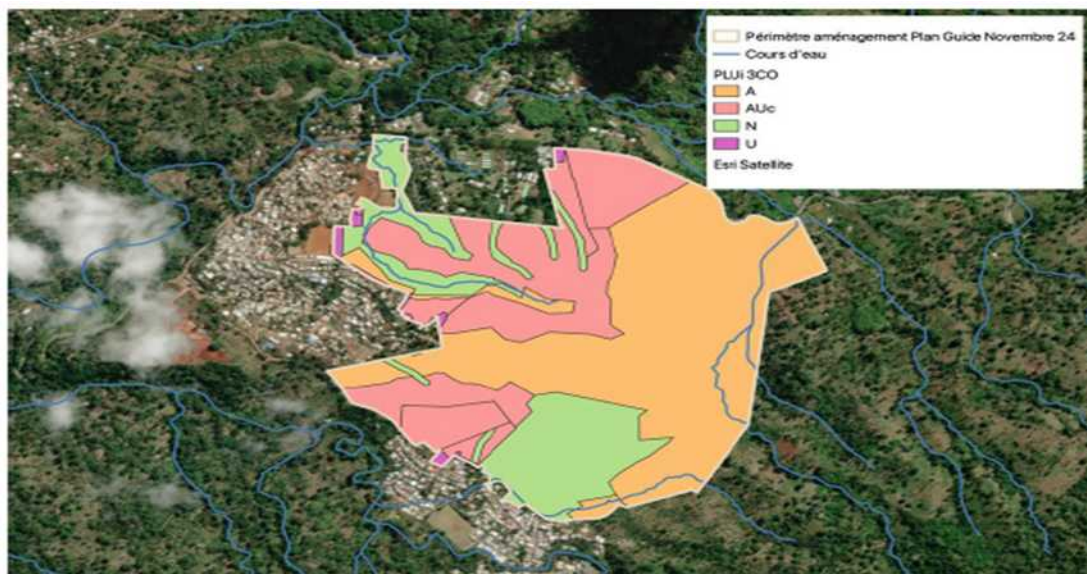 Périmètre aménagement Plan Guide Novembre 24
Cours d'eau
PLUi 3CO
A
AUc
N
U
Esri Satellite